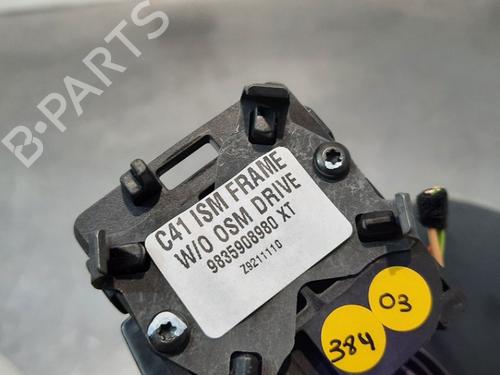 B-PARTS
C41 ISM FRAME
W/O OSM DRIVE
9835908980 XT
Z9211110
384
03